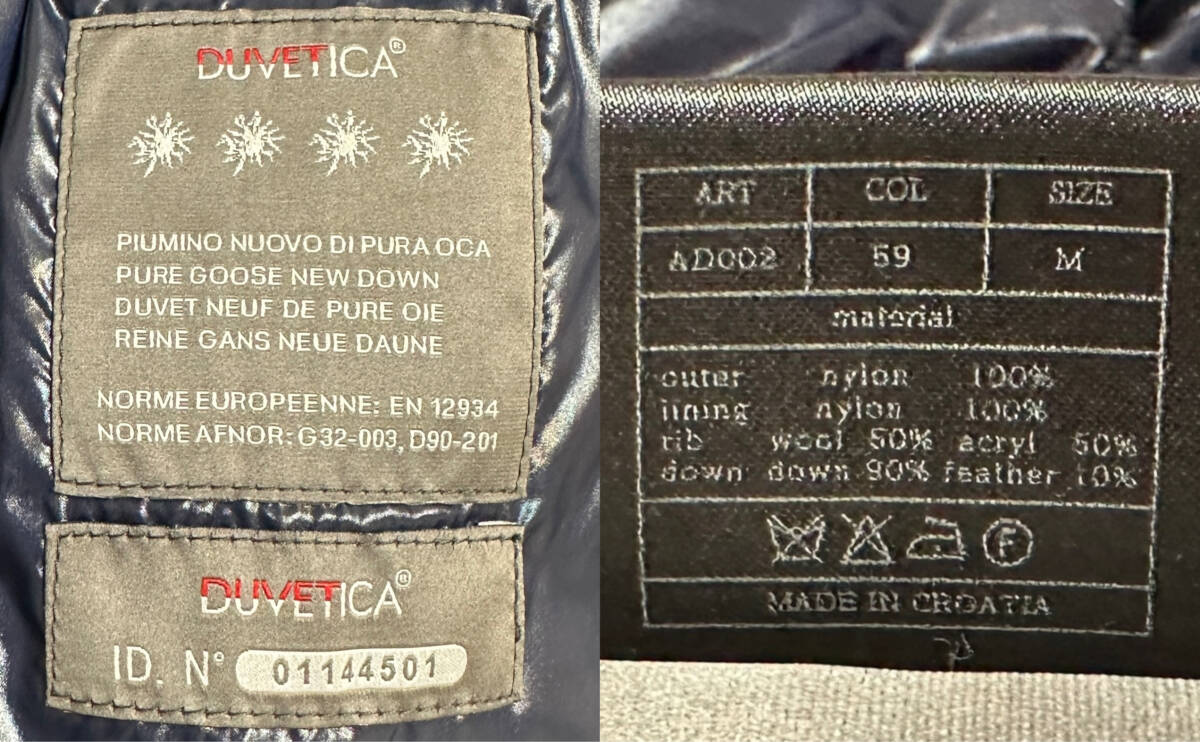 DUVETICA®
PIUMINO NUOVO DI PURA OCA
PURE GOOSE NEW DOWN
DUVET NEUF DE PURE OIE
REINE GANS NEUE DAUNE
NORME EUROPEENNE: EN 12934
NORME AFNOR: G32-003, D90-201
DUVETICA®
ID. N° 01144501
ART COL SIZE
AD002 59 M
material
outer nylon 100%
lining nylon 100%
rib wool 50% acryl 50%
down down 90% feather 10%
F
MADE IN CROATIA